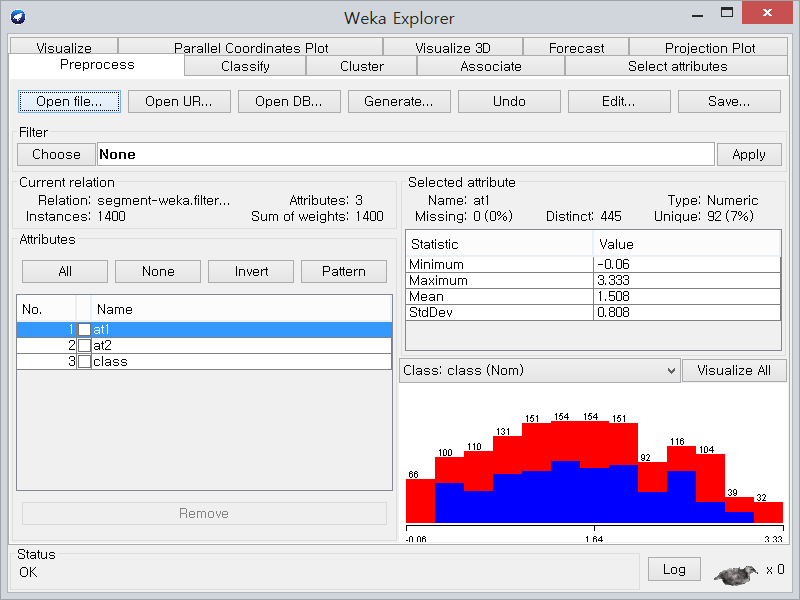 Weka Explorer
Visualize Parallel Coordinates Plot Visualize 3D Forecast Projection Plot
Preprocess Classify Cluster Associate Select attributes
Open file... Open UR... Open DB... Generate... Undo Edit... Save...
Filter
Choose None Apply
Current relation
Relation: segment-weka.filter... Attributes: 3
Instances: 1400 Sum of weights: 1400
Attributes
All None Invert Pattern
No. Name
1 at1
2 at2
3 class
Remove
Selected attribute
Name: at1 Type: Numeric
Missing: 0 (0%) Distinct: 445 Unique: 92 (7%)
Statistic Value
Minimum -0.06
Maximum 3.333
Mean 1.508
StdDev 0.808
Class: class (Nom) Visualize All
66 100 110 131 151 154 154 151 92 116 104 39 32
-0.06 1.64 3.33
Status
OK
Log x 0